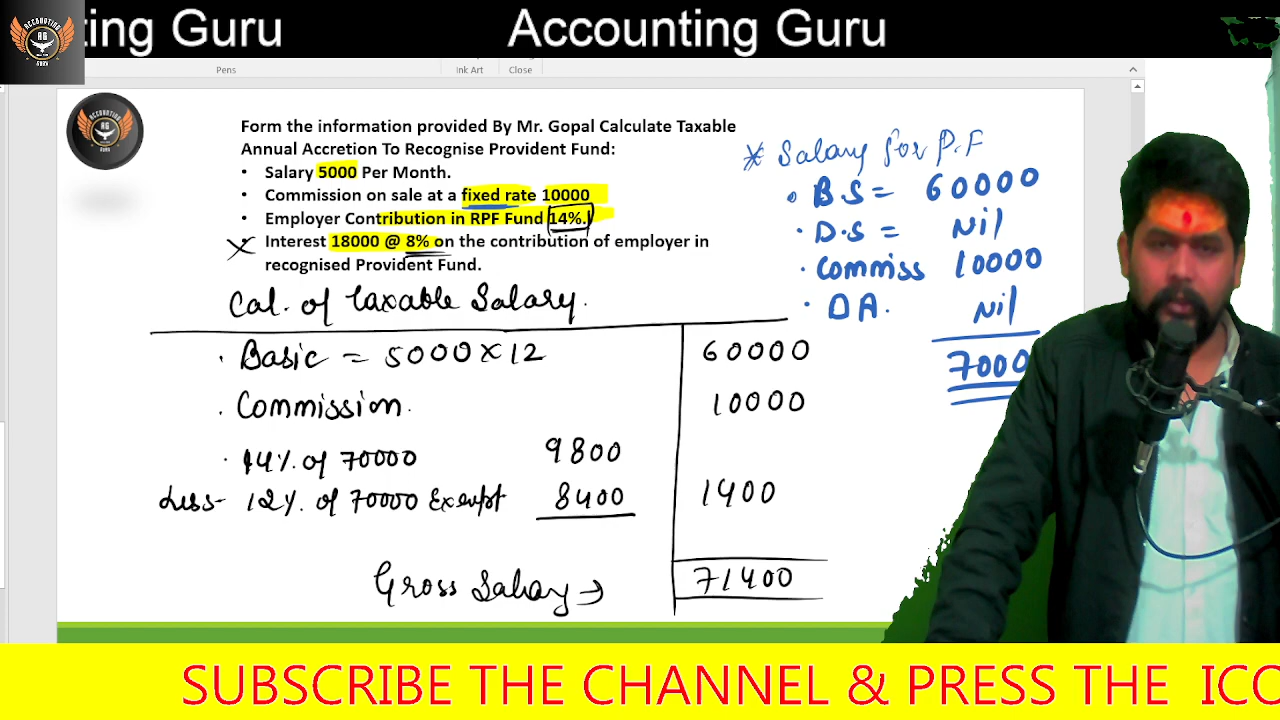 ting Guru Accounting Guru
ACCOUNTING
AG
GURU
Pens Ink Art Close
Form the information provided By Mr. Gopal Calculate Taxable
Annual Accretion To Recognise Provident Fund:
• Salary 5000 Per Month.
• Commission on sale at a fixed rate 10000
• Employer Contribution in RPF Fund 14%.
• Interest 18000 @ 8% on the contribution of employer in
recognised Provident Fund.
* Salary for P.F
• B.S = 60000
• D.S = Nil
• Commiss 10000
• DA. Nil
7000
Cal. of Taxable Salary.
• Basic = 5000 × 12 60000
• Commission. 10000
• 14%. of 70000 9800
Less- 12%. of 70000 Exempt 8400 1400
Gross Salary → 71400
SUBSCRIBE THE CHANNEL & PRESS THE ICO